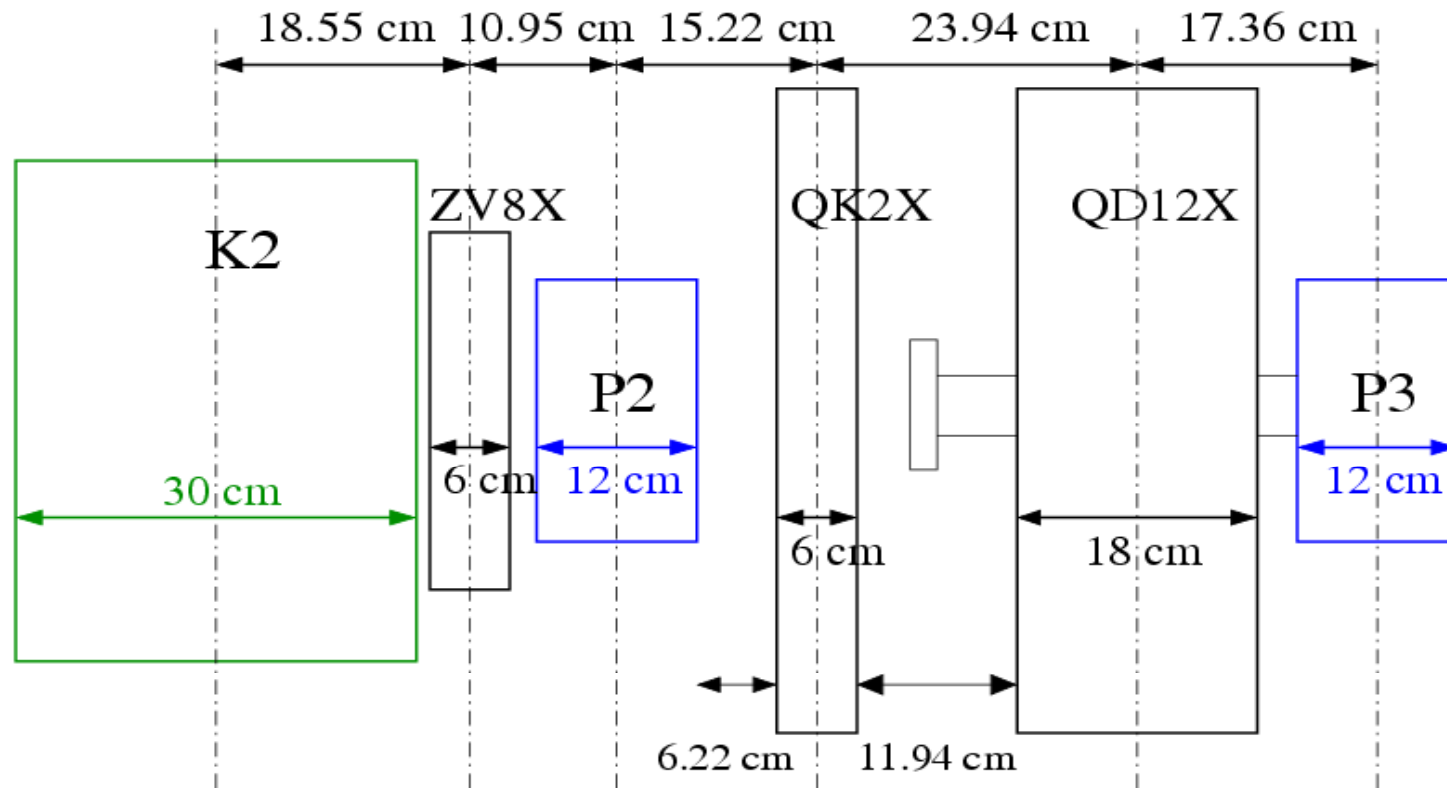 18.55 cm 10.95 cm 15.22 cm 23.94 cm 17.36 cm
ZV8X QK2X QD12X
K2
P2 P3
6 cm 12 cm 12 cm
30 cm
6 cm 18 cm
6.22 cm 11.94 cm